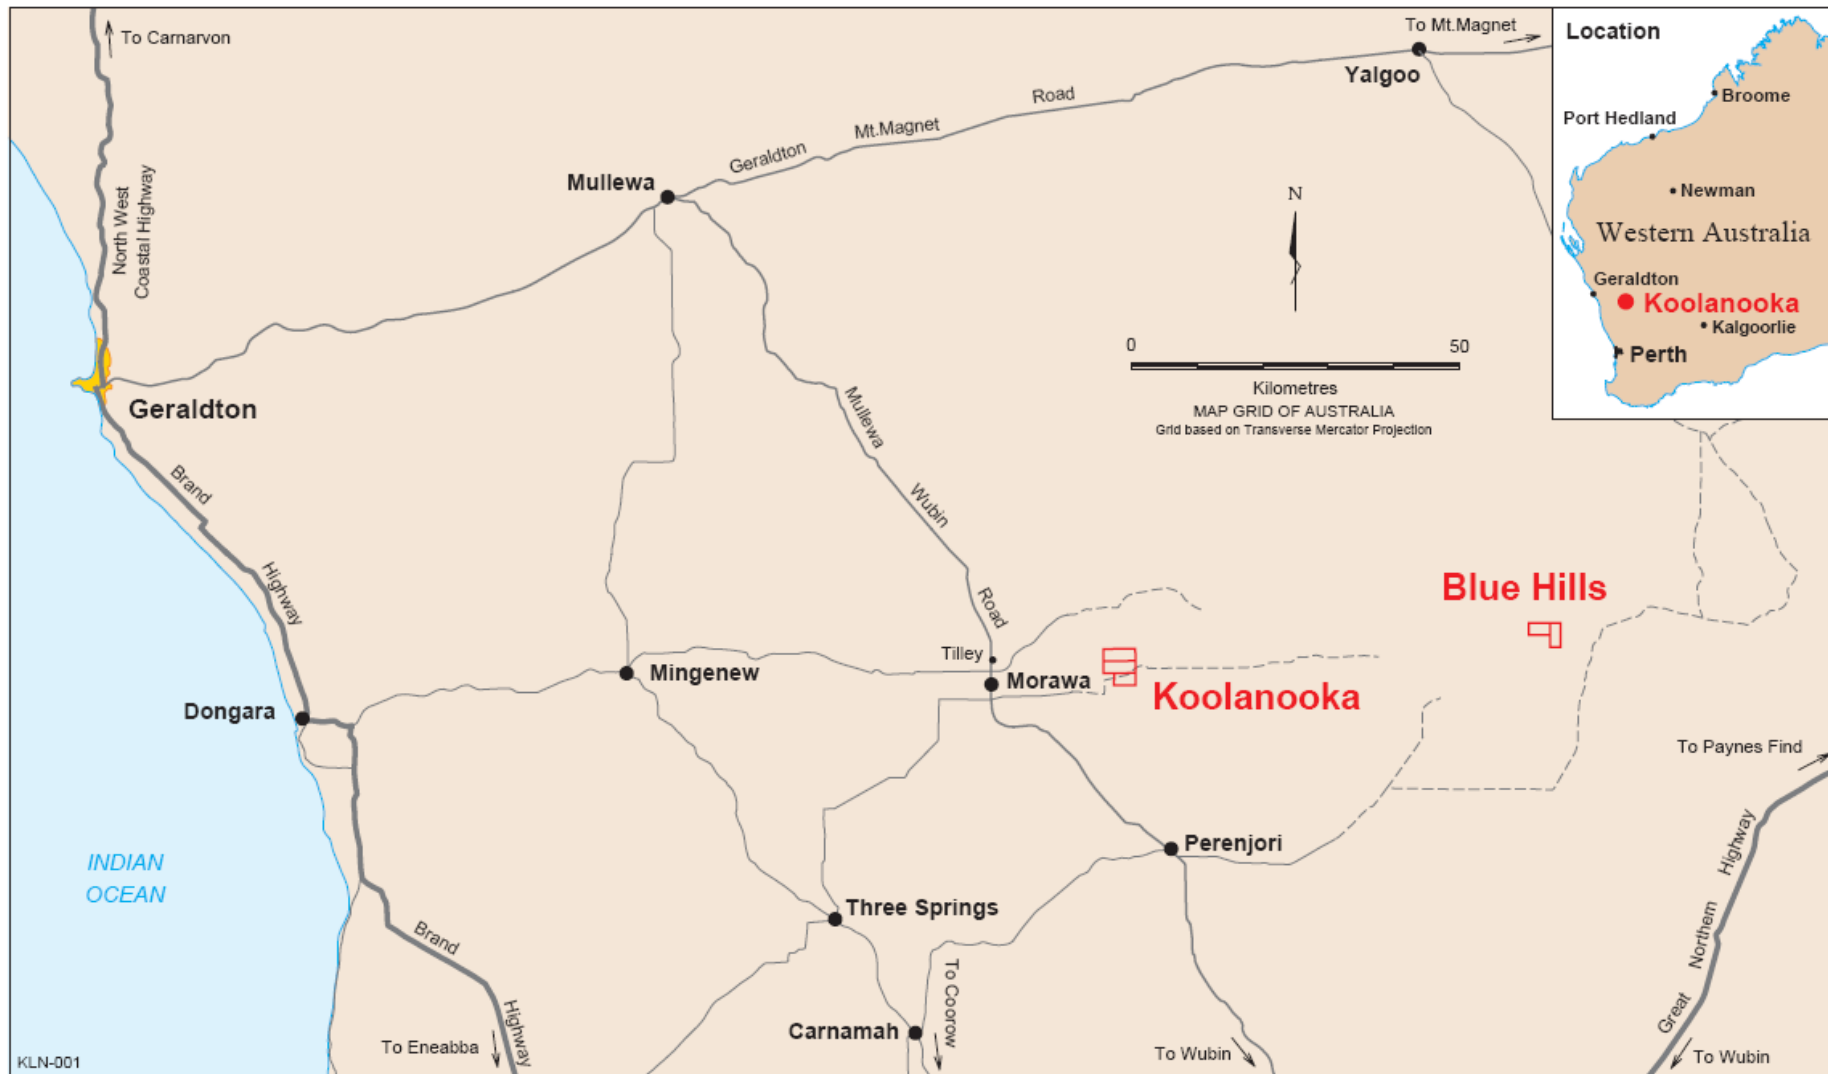 To Carnarvon
To Mt.Magnet
Yalgoo
Road
Mt.Magnet
Geraldton
Mullewa
North West
Coastal Highway
N
0 50
Kilometres
MAP GRID OF AUSTRALIA
Grid based on Transverse Mercator Projection
Geraldton
Brand
Highway
Mullewa
Wubin
Road
Tilley
Morawa
Mingenew
Dongara
Koolanooka
Blue Hills
To Paynes Find
Perenjori
Three Springs
INDIAN
OCEAN
Brand
Highway
To Eneabba
Carnamah
To Coorow
To Wubin
Great
Northern
Highway
To Wubin
KLN-001
Location
Broome
Port Hedland
Newman
Western Australia
Geraldton
Koolanooka
Kalgoorlie
Perth